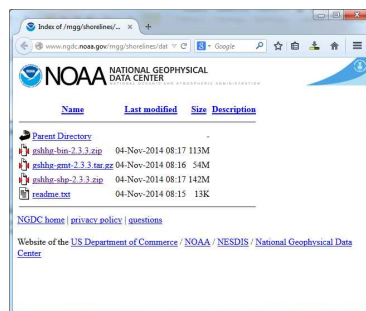 Index of /mgg/shorelines/...
www.ngdc.noaa.gov/mgg/shorelines/dat
Google
NOAA NATIONAL GEOPHYSICAL
DATA CENTER
Name Last modified Size Description
Parent Directory -
gshhg-bin-2.3.3.zip 04-Nov-2014 08:17 113M
gshhg-gmt-2.3.3.tar.gz 04-Nov-2014 08:16 54M
gshhg-shp-2.3.3.zip 04-Nov-2014 08:17 142M
readme.txt 04-Nov-2014 08:15 13K
NGDC home | privacy policy | questions
Website of the US Department of Commerce / NOAA / NESDIS / National Geophysical Data
Center